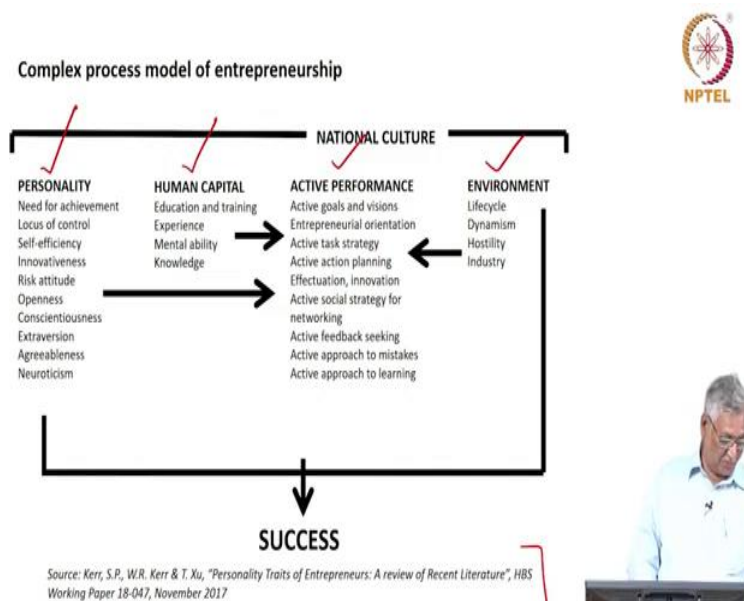 Complex process model of entrepreneurship
NPTEL
NATIONAL CULTURE
PERSONALITY
Need for achievement
Locus of control
Self-efficiency
Innovativeness
Risk attitude
Openness
Conscientiousness
Extraversion
Agreeableness
Neuroticism
HUMAN CAPITAL
Education and training
Experience
Mental ability
Knowledge
ACTIVE PERFORMANCE
Active goals and visions
Entrepreneurial orientation
Active task strategy
Active action planning
Effectuation, innovation
Active social strategy for
networking
Active feedback seeking
Active approach to mistakes
Active approach to learning
ENVIRONMENT
Lifecycle
Dynamism
Hostility
Industry
SUCCESS
Source: Kerr, S.P., W.R. Kerr & T. Xu, "Personality Traits of Entrepreneurs: A review of Recent Literature", HBS
Working Paper 18-047, November 2017